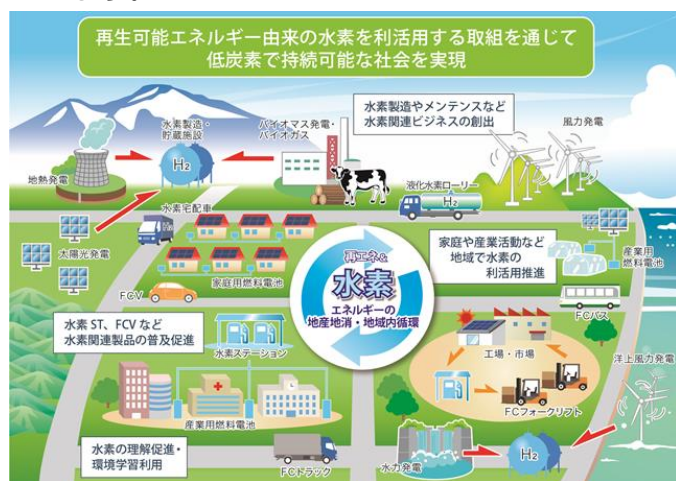 再生可能エネルギー由来の水素を利活用する取組を通じて
低炭素で持続可能な社会を実現
水素製造・
貯蔵施設
バイオマス発電・
バイオガス
水素製造やメンテンスなど
水素関連ビジネスの創出
風力発電
H2
地熱発電
液化水素ローリー
H2
水素宅配車
H2
太陽光発電
家庭用燃料電池
再エネ&
水素
エネルギーの
地産地消・地域内循環
家庭や産業活動など
地域で水素の
利活用推進
産業用
燃料電池
FCV
FCバス
水素 ST、FCV など
水素関連製品の普及促進
水素ステーション
工場・市場
洋上風力発電
FCフォークリフト
産業用燃料電池
水素の理解促進・
環境学習利用
FCトラック
水力発電
H2